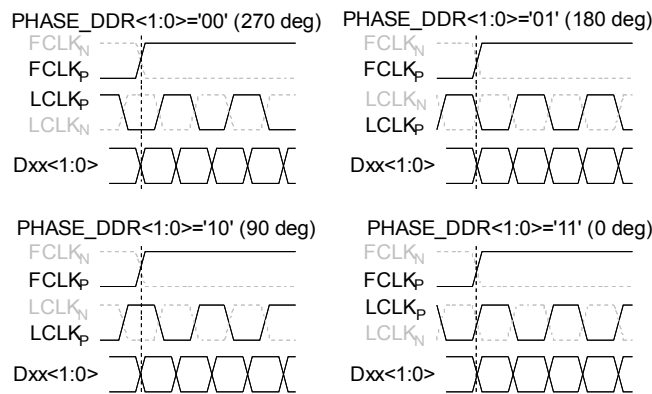 PHASE_DDR<1:0>='00' (270 deg)
FCLKN
FCLKP
LCLKP
LCLKN
Dxx<1:0>
PHASE_DDR<1:0>='01' (180 deg)
FCLKN
FCLKP
LCLKN
LCLKP
Dxx<1:0>
PHASE_DDR<1:0>='10' (90 deg)
FCLKN
FCLKP
LCLKN
LCLKP
Dxx<1:0>
PHASE_DDR<1:0>='11' (0 deg)
FCLKN
FCLKP
LCLKP
LCLKN
Dxx<1:0>